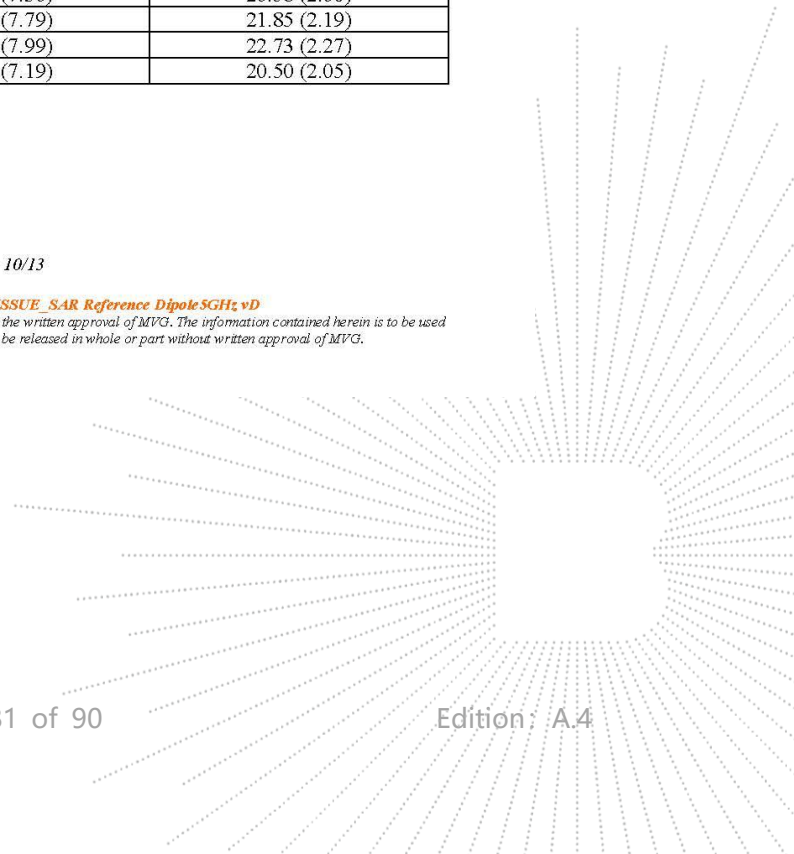 (7.79) 21.85 (2.19)
(7.99) 22.73 (2.27)
(7.19) 20.50 (2.05)
10/13
SSUE_SAR Reference Dipole 5GHz vD
the written approval of MVG. The information contained herein is to be used
be released in whole or part without written approval of MVG.
1 of 90 Edition: A.4